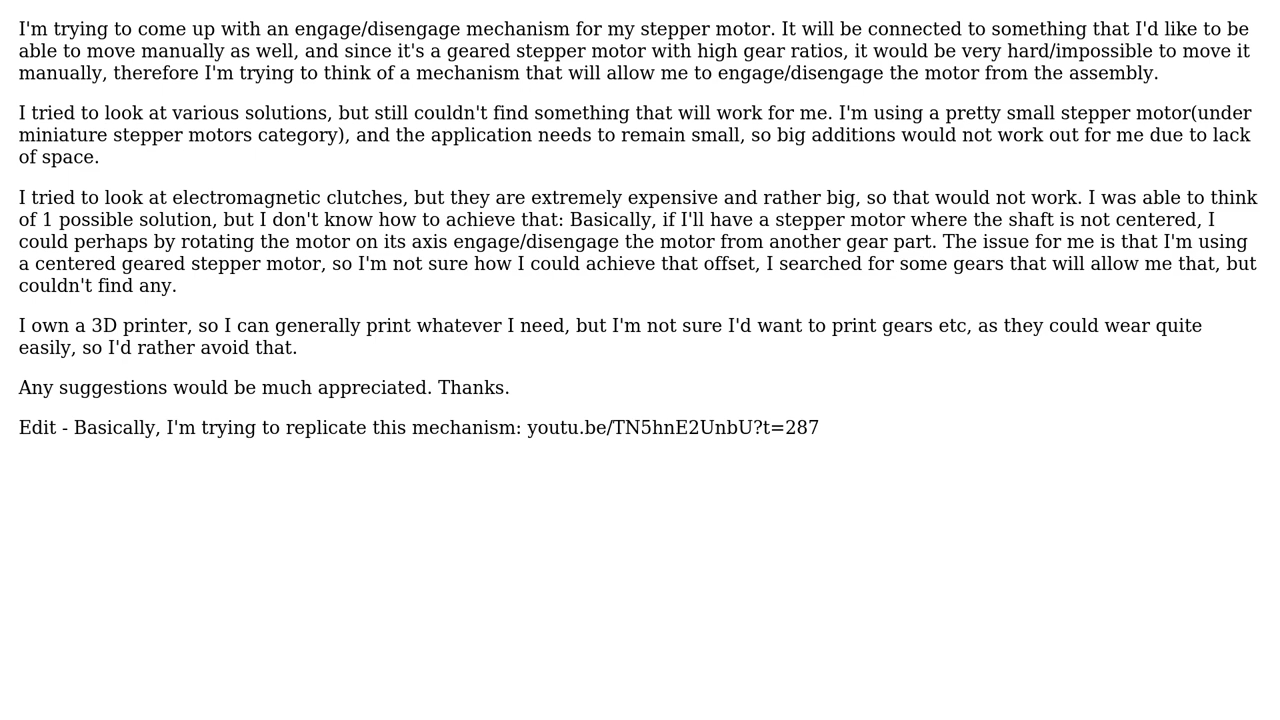 I'm trying to come up with an engage/disengage mechanism for my stepper motor. It will be connected to something that I'd like to be
able to move manually as well, and since it's a geared stepper motor with high gear ratios, it would be very hard/impossible to move it
manually, therefore I'm trying to think of a mechanism that will allow me to engage/disengage the motor from the assembly.
I tried to look at various solutions, but still couldn't find something that will work for me. I'm using a pretty small stepper motor(under
miniature stepper motors category), and the application needs to remain small, so big additions would not work out for me due to lack
of space.
I tried to look at electromagnetic clutches, but they are extremely expensive and rather big, so that would not work. I was able to think
of 1 possible solution, but I don't know how to achieve that: Basically, if I'll have a stepper motor where the shaft is not centered, I
could perhaps by rotating the motor on its axis engage/disengage the motor from another gear part. The issue for me is that I'm using
a centered geared stepper motor, so I'm not sure how I could achieve that offset, I searched for some gears that will allow me that, but
couldn't find any.
I own a 3D printer, so I can generally print whatever I need, but I'm not sure I'd want to print gears etc, as they could wear quite
easily, so I'd rather avoid that.
Any suggestions would be much appreciated. Thanks.
Edit - Basically, I'm trying to replicate this mechanism: youtu.be/TN5hnE2UnbU?t=287